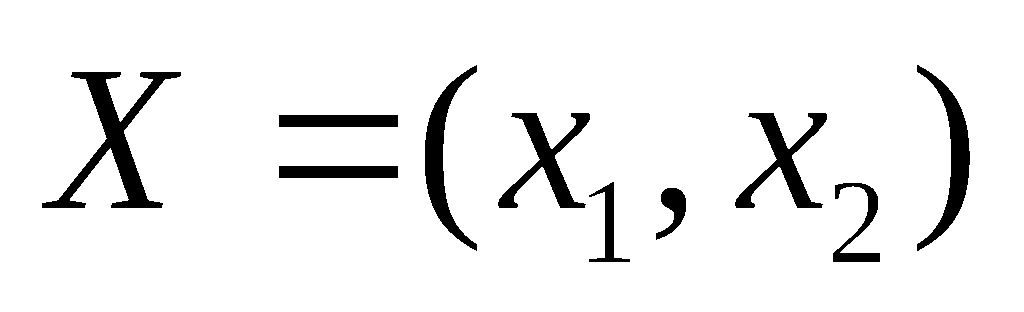 X = (x₁, x₂)